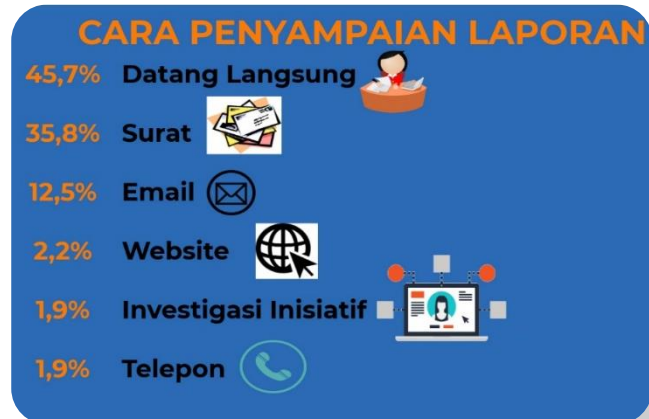 CARA PENYAMPAIAN LAPORAN
45,7% Datang Langsung
35,8% Surat
12,5% Email
2,2% Website
1,9% Investigasi Inisiatif
1,9% Telepon